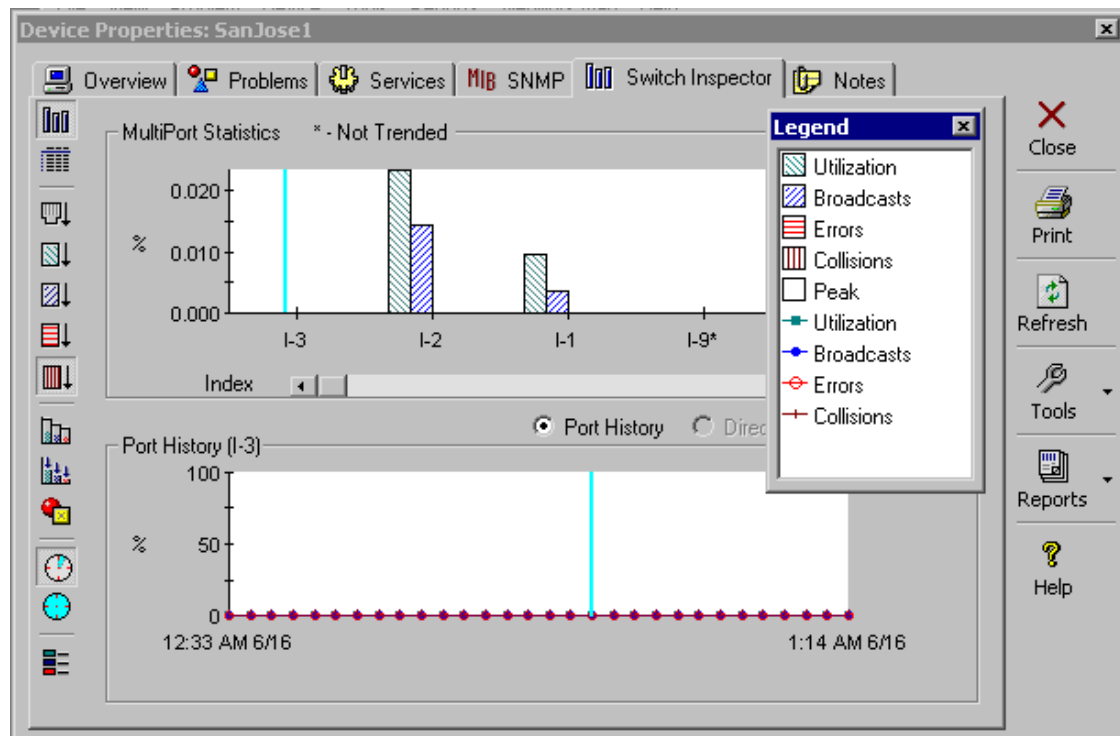 Device Properties: SanJose1
Overview Problems Services MIB SNMP Switch Inspector Notes
MultiPort Statistics * - Not Trended
0.020
%
0.010
0.000
I-3 I-2 I-1 I-9*
Index
Port History Direc
Port History (I-3)
100
%
50
0
12:33 AM 6/16 1:14 AM 6/16
Legend
Utilization
Broadcasts
Errors
Collisions
Peak
Utilization
Broadcasts
Errors
Collisions
Close
Print
Refresh
Tools
Reports
Help